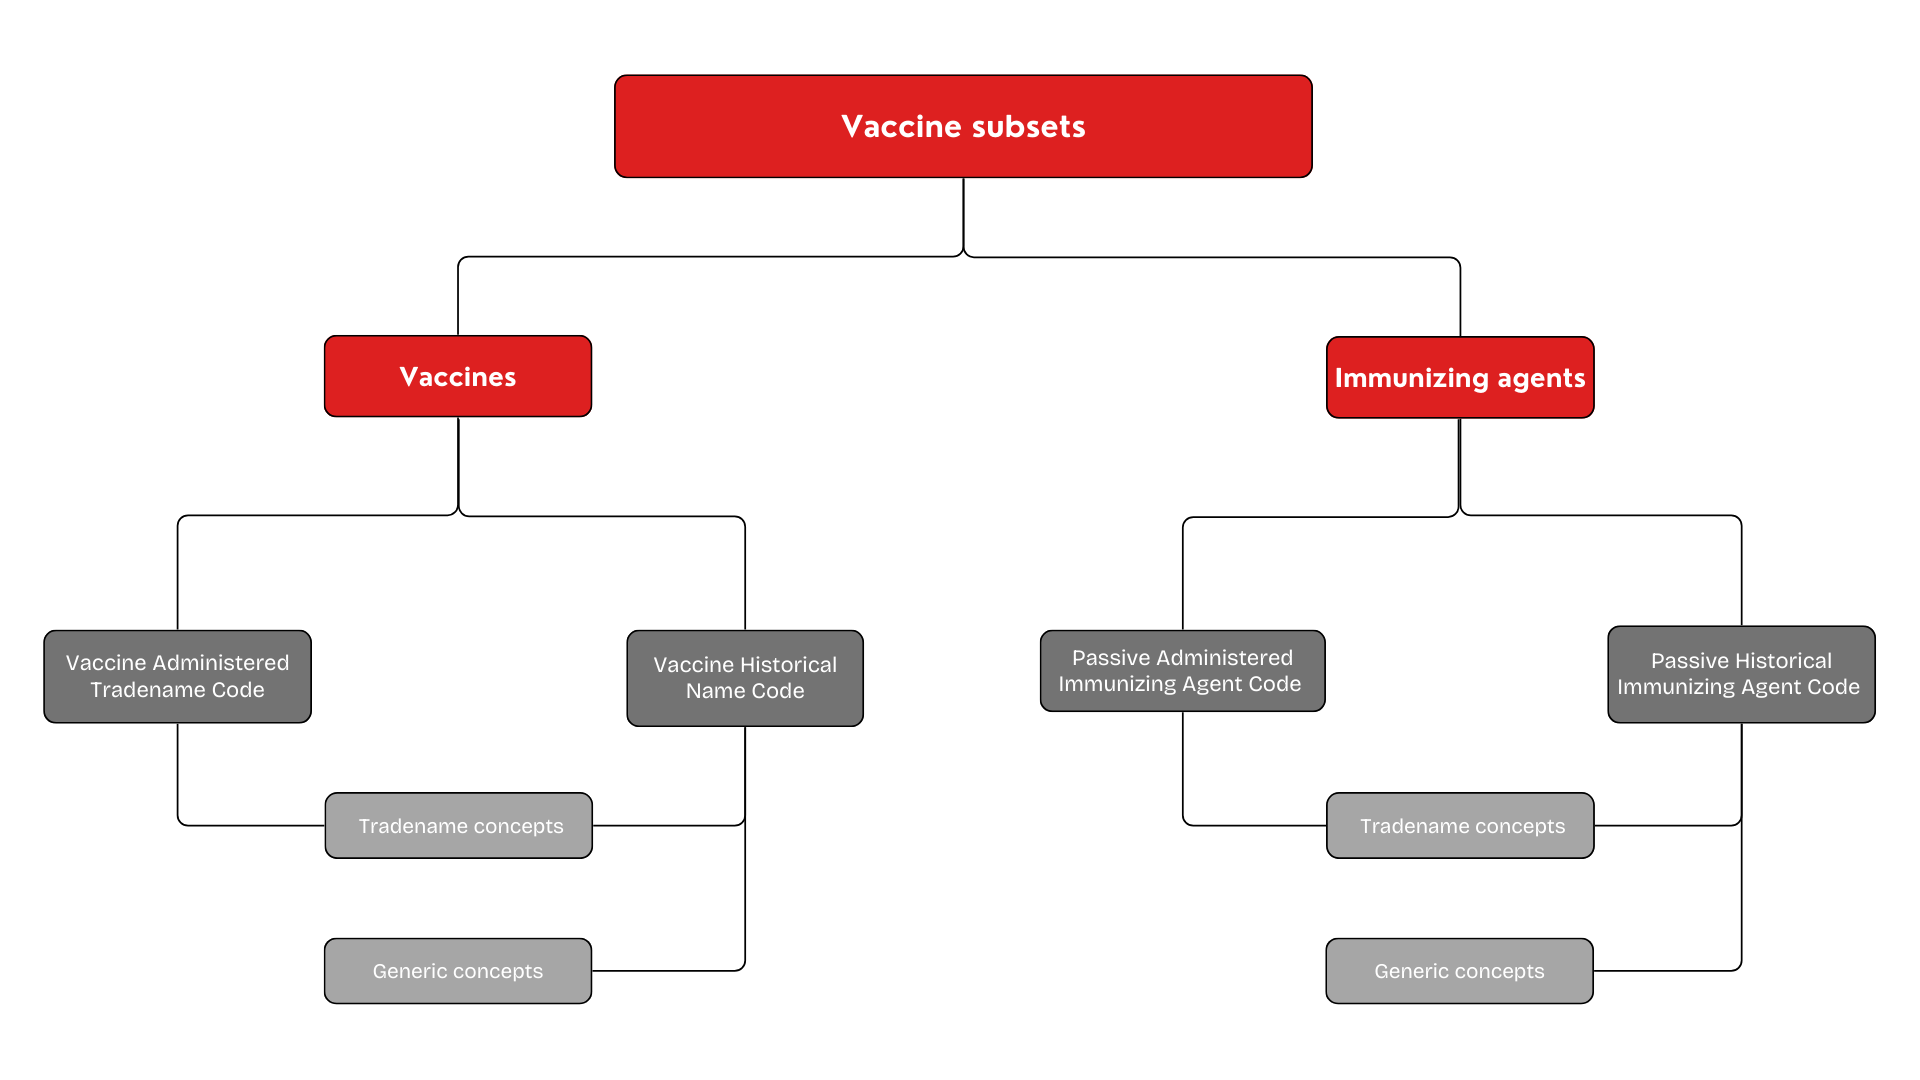 Vaccine subsets
Vaccines
Immunizing agents
Vaccine Administered
Tradename Code
Vaccine Historical
Name Code
Passive Administered
Immunizing Agent Code
Passive Historical
Immunizing Agent Code
Tradename concepts
Tradename concepts
Generic concepts
Generic concepts